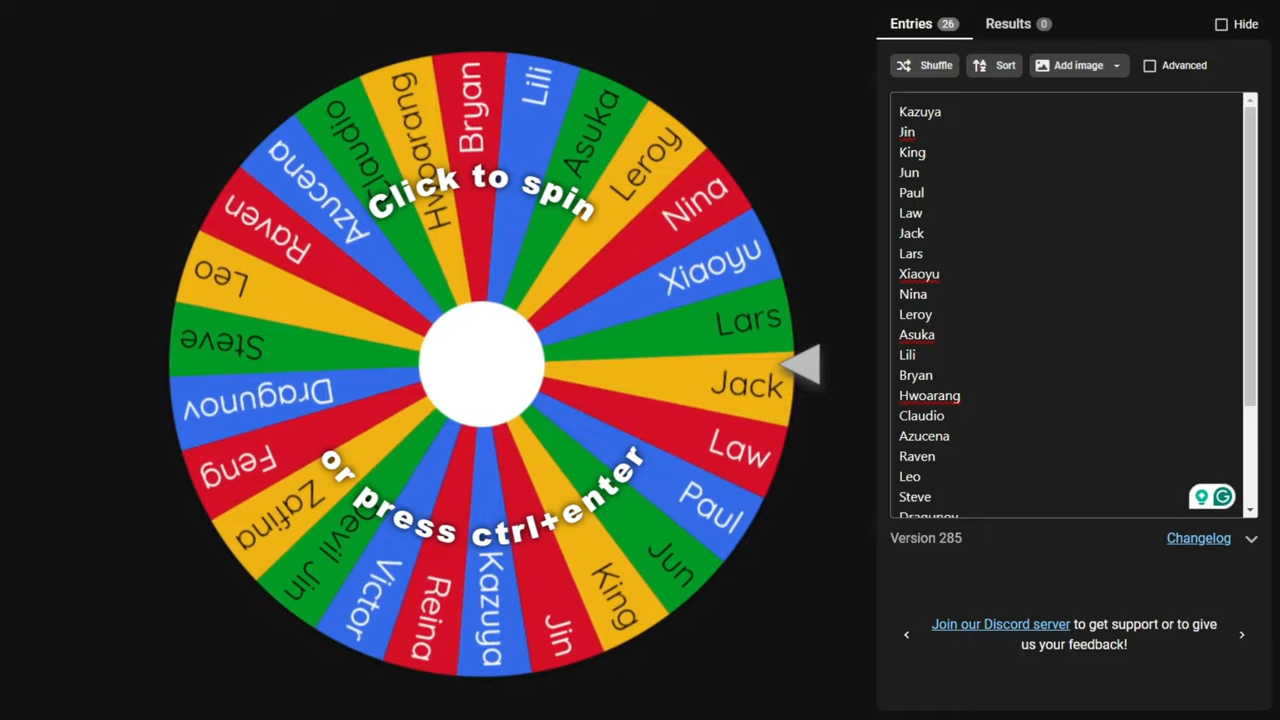 Click to spin
or press ctrl+enter
Kazuya
Jin
King
Jun
Paul
Law
Jack
Lars
Xiaoyu
Nina
Leroy
Asuka
Lili
Bryan
Hwoarang
Claudio
Azucena
Raven
Leo
Steve
Dragunov
Feng
Zafina
Devil Jin
Victor
Reina
Entries 26
Results 0
Hide
Shuffle
Sort
Add image
Advanced
Kazuya
Jin
King
Jun
Paul
Law
Jack
Lars
Xiaoyu
Nina
Leroy
Asuka
Lili
Bryan
Hwoarang
Claudio
Azucena
Raven
Leo
Steve
Dragunov
Version 285
Changelog
Join our Discord server to get support or to give
us your feedback!